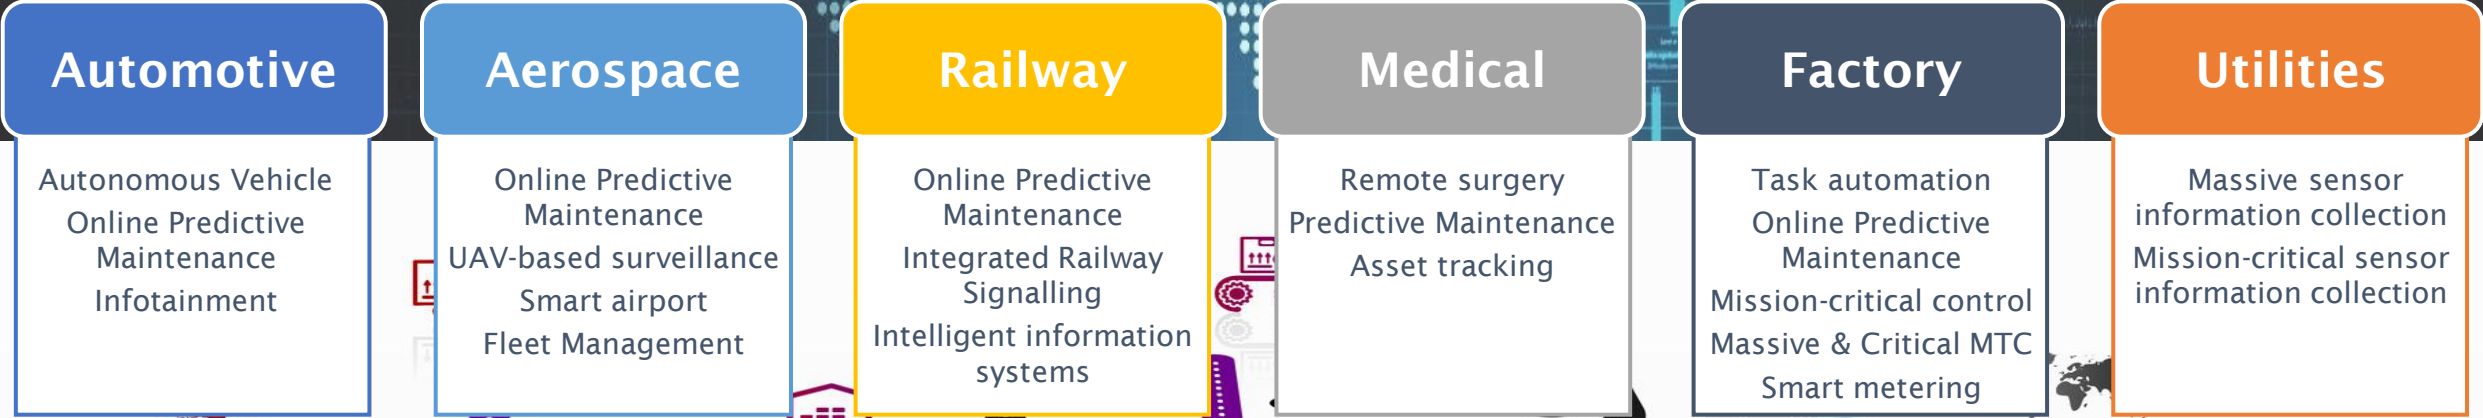 Automotive
Autonomous Vehicle
Online Predictive
Maintenance
Infotainment
Aerospace
Online Predictive
Maintenance
UAV-based surveillance
Smart airport
Fleet Management
Railway
Online Predictive
Maintenance
Integrated Railway
Signalling
Intelligent information
systems
Medical
Remote surgery
Predictive Maintenance
Asset tracking
Factory
Task automation
Online Predictive
Maintenance
Mission-critical control
Massive & Critical MTC
Smart metering
Utilities
Massive sensor
information collection
Mission-critical sensor
information collection